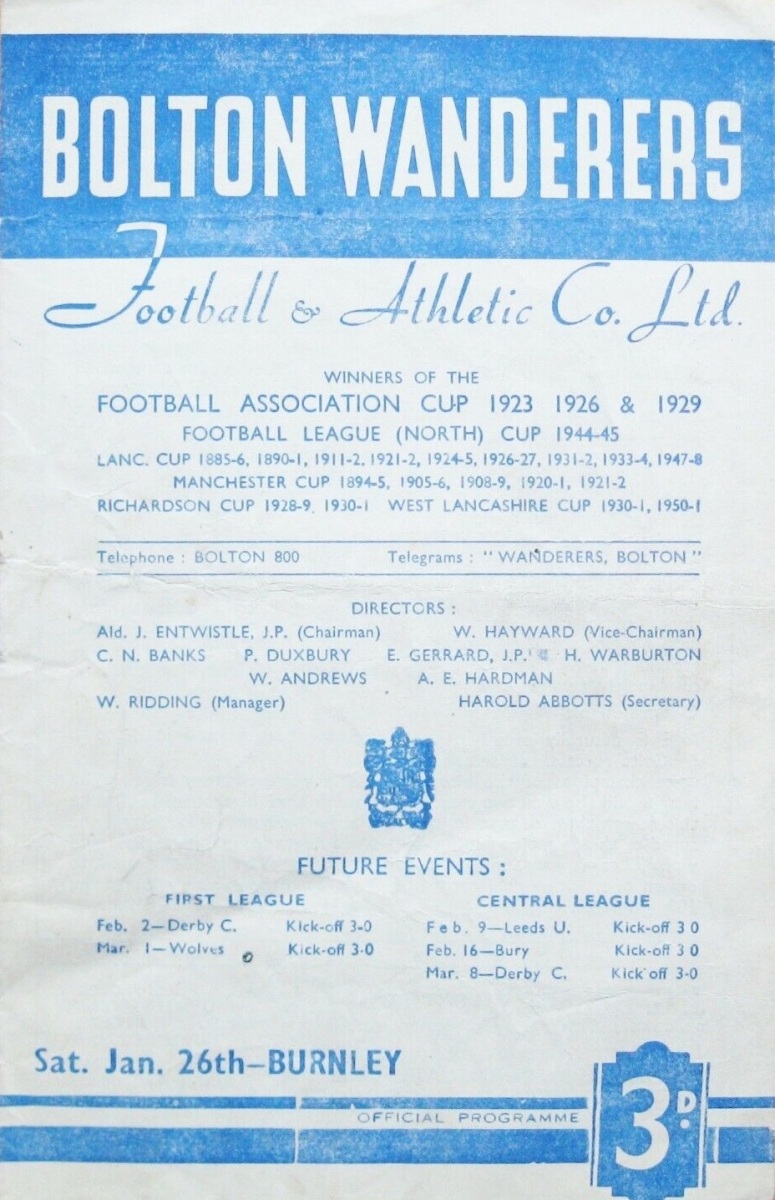 BOLTON WANDERERS
Football & Athletic Co. Ltd.
WINNERS OF THE
FOOTBALL ASSOCIATION CUP 1923 1926 & 1929
FOOTBALL LEAGUE (NORTH) CUP 1944-45
LANC. CUP 1885-6, 1890-1, 1911-2, 1921-2, 1924-5, 1926-27, 1931-2, 1933-4, 1947-8
MANCHESTER CUP 1894-5, 1905-6, 1908-9, 1920-1, 1921-2
RICHARDSON CUP 1928-9, 1930-1 WEST LANCASHIRE CUP 1930-1, 1950-1
Telephone : BOLTON 800 Telegrams : "WANDERERS, BOLTON"
DIRECTORS :
Ald. J. ENTWISTLE, J.P. (Chairman) W. HAYWARD (Vice-Chairman)
C. N. BANKS P. DUXBURY E. GERRARD, J.P. H. WARBURTON
W. ANDREWS A. E. HARDMAN
W. RIDDING (Manager) HAROLD ABBOTTS (Secretary)
FUTURE EVENTS :
FIRST LEAGUE CENTRAL LEAGUE
Feb. 2—Derby C. Kick-off 3-0 Feb. 9—Leeds U. Kick-off 3 0
Mar. 1—Wolves Kick-off 3-0 Feb. 16—Bury Kick-off 3 0
Mar. 8—Derby C. Kick off 3-0
Sat. Jan. 26th—BURNLEY
OFFICIAL PROGRAMME
3D.